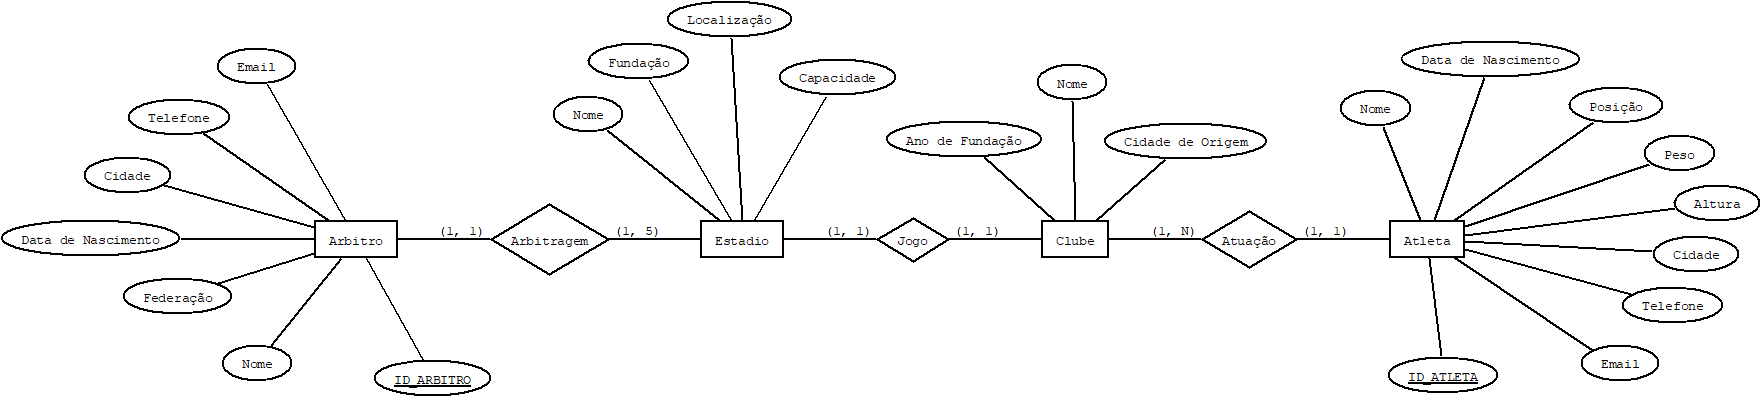 Localização
Email
Fundação
Capacidade
Nome
Data de Nascimento
Telefone
Nome
Nome
Posição
Ano de Fundação
Cidade de Origem
Peso
Cidade
Altura
Data de Nascimento
Arbitro
(1, 1)
Arbitragem
(1, 5)
Estadio
(1, 1)
Jogo
(1, 1)
Clube
(1, N)
Atuação
(1, 1)
Atleta
Cidade
Federação
Telefone
Nome
Email
ID_ARBITRO
ID_ATLETA